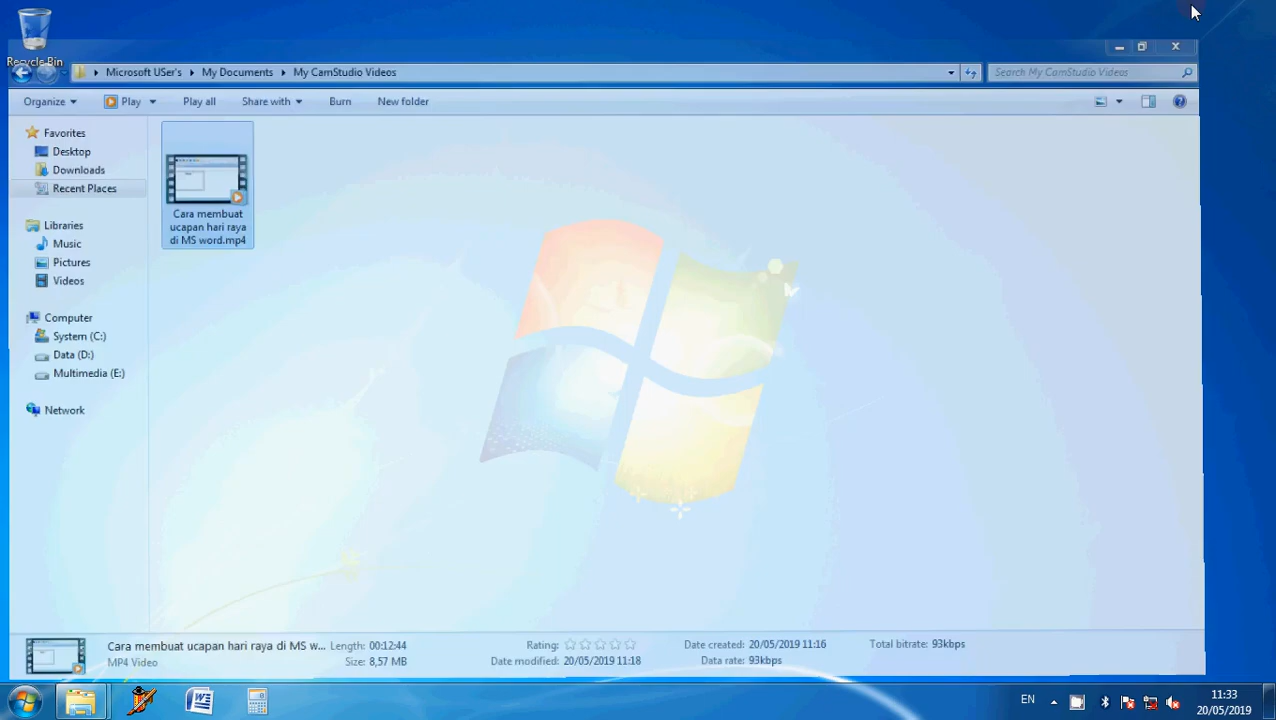 Recycle Bin
Microsoft USer's
My Documents
My CamStudio Videos
Search My CamStudio Videos
Organize
Play
Play all
Share with
Burn
New folder
Favorites
Desktop
Downloads
Recent Places
Libraries
Music
Pictures
Videos
Computer
System (C:)
Data (D:)
Multimedia (E:)
Network
Cara membuat
ucapan hari raya
di MS word.mp4
Cara membuat ucapan hari raya di MS w...
MP4 Video
Length: 00:12:44
Size: 8,57 MB
Rating:
Date modified: 20/05/2019 11:18
Date created: 20/05/2019 11:16
Data rate: 93kbps
Total bitrate: 93kbps
EN
11:33
20/05/2019